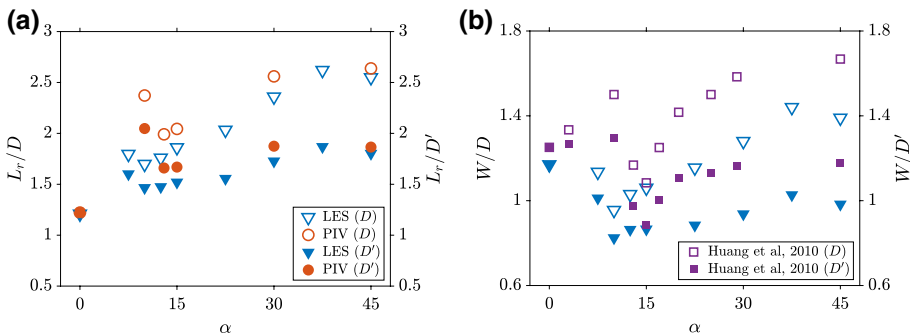 (a)
3
2.5
2
1.5
1
0.5
L_r/D
0
15
30
45
α
3
2.5
2
1.5
1
0.5
L_r/D′
LES (D)
PIV (D)
LES (D′)
PIV (D′)
(b)
1.8
1.4
1
0.6
W/D
0
15
30
45
α
1.8
1.4
1
0.6
W/D′
Huang et al, 2010 (D)
Huang et al, 2010 (D′)